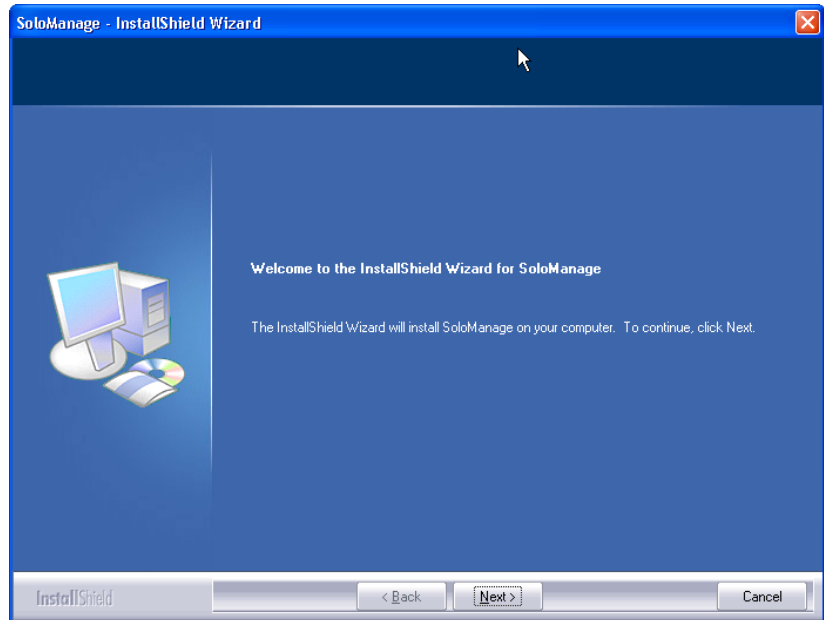 SoloManage - InstallShield Wizard
Welcome to the InstallShield Wizard for SoloManage
The InstallShield Wizard will install SoloManage on your computer. To continue, click Next.
InstallShield
< Back
Next >
Cancel